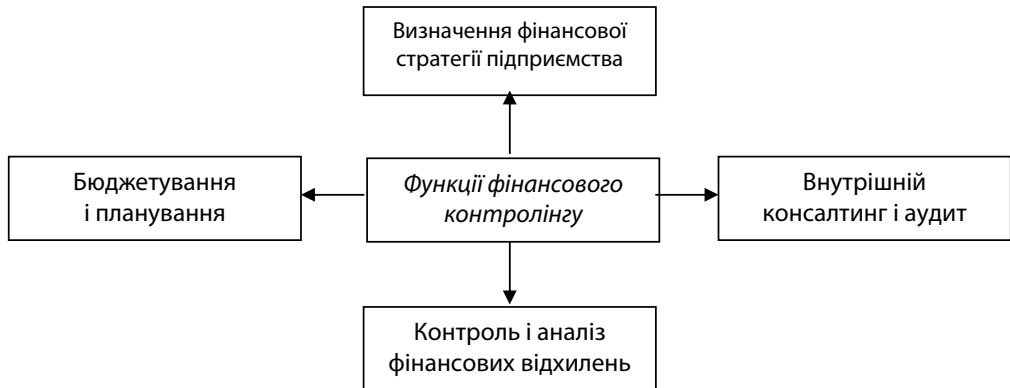 Визначення фінансової
стратегії підприємства
Бюджетування
і планування
Функції фінансового
контролінгу
Внутрішній
консалтинг і аудит
Контроль і аналіз
фінансових відхилень